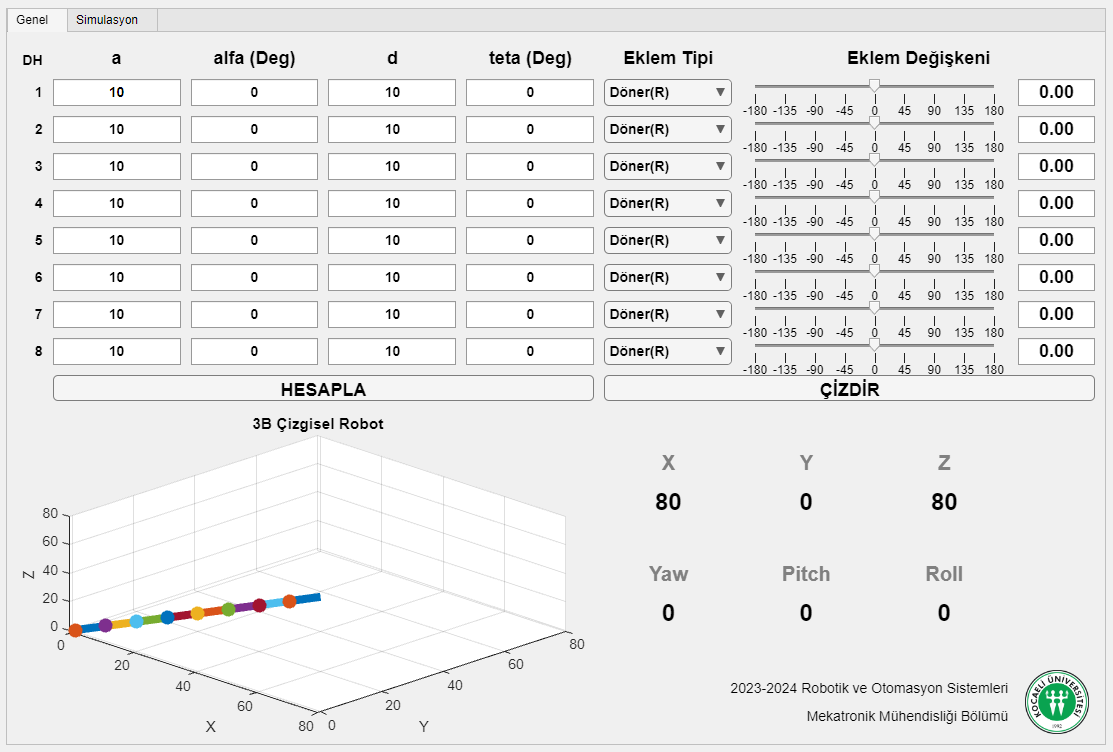 Genel Simulasyon
DH a alfa (Deg) d teta (Deg) Eklem Tipi Eklem Değişkeni
1 10 0 10 0 Döner(R) 0.00
-180 -135 -90 -45 0 45 90 135 180
2 10 0 10 0 Döner(R) 0.00
-180 -135 -90 -45 0 45 90 135 180
3 10 0 10 0 Döner(R) 0.00
-180 -135 -90 -45 0 45 90 135 180
4 10 0 10 0 Döner(R) 0.00
-180 -135 -90 -45 0 45 90 135 180
5 10 0 10 0 Döner(R) 0.00
-180 -135 -90 -45 0 45 90 135 180
6 10 0 10 0 Döner(R) 0.00
-180 -135 -90 -45 0 45 90 135 180
7 10 0 10 0 Döner(R) 0.00
-180 -135 -90 -45 0 45 90 135 180
8 10 0 10 0 Döner(R) 0.00
-180 -135 -90 -45 0 45 90 135 180
HESAPLA ÇİZDİR
3B Çizgisel Robot
80
60
40
20
0
Z
0
20
40
60
80
X
0
20
40
60
80
Y
X Y Z
80 0 80
Yaw Pitch Roll
0 0 0
2023-2024 Robotik ve Otomasyon Sistemleri
Mekatronik Mühendisliği Bölümü
KOCAELİ ÜNİVERSİTESİ
1992